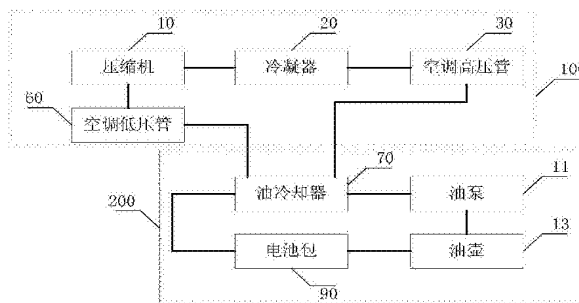 10
20
30
压缩机
冷凝器
空调高压管
60
空调低压管
100
70
11
油冷却器
油泵
200
13
电池包
油壶
90